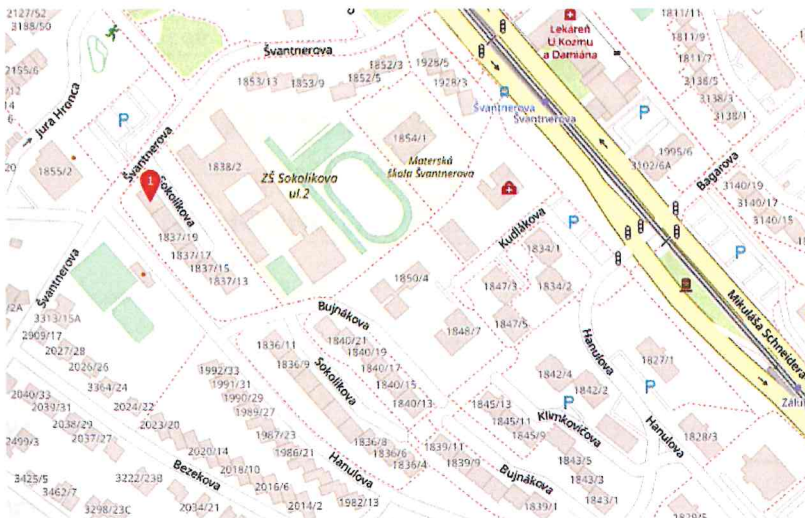 2127/52
3188/50
2155/6
Jura Hronca
1855/2
P
Švantnerova
Švantnerova
1
Sokolíkova
1853/13
1853/9
1852/5
1852/3
1928/5
1928/3
1838/2
ZŠ Sokolíkova
ul.2
1854/1
Materská
škola Švantnerova
Švantnerova
Švantnerova
Lekáreň
U Kozmu
a Damiána
P
1811/11
1811/9
1811/7
3138/5
3138/3
3138/1
1995/6
3102/6A
Bagarova
3140/19
3140/17
3140/15
P
Mikuláša Schneidera
1837/19
1837/17
1837/15
1837/13
Kudlákova
P
1834/1
1834/2
1850/4
1847/3
1847/5
1848/7
Švantnerova
3313/15A
2909/17
2027/28
2026/26
3364/24
2024/22
2023/20
2020/14
2018/10
2016/6
2014/2
2040/33
2039/31
2038/29
2037/27
2499/3
3425/5
3462/7
3222/23B
3298/23C
2034/21
Bezekova
1992/33
1991/31
1990/29
1989/27
1987/23
1986/21
1982/13
Hanulova
1836/11
1836/9
Sokolíkova
1836/8
1836/6
1836/4
Bujnákova
1840/21
1840/19
1840/17
1840/15
1840/13
1839/11
1839/9
1839/1
Bujnákova
1845/13
1845/11
1845/9
Klimkovičova
P
1842/4
1842/2
1843/5
1843/3
1843/1
Hanulova
Hanulova
P
1827/1
1828/3